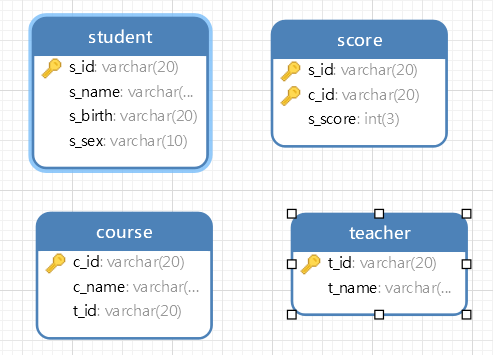 student
s_id: varchar(20)
s_name: varchar(...
s_birth: varchar(20)
s_sex: varchar(10)
score
s_id: varchar(20)
c_id: varchar(20)
s_score: int(3)
course
c_id: varchar(20)
c_name: varchar(...
t_id: varchar(20)
teacher
t_id: varchar(20)
t_name: varchar(...